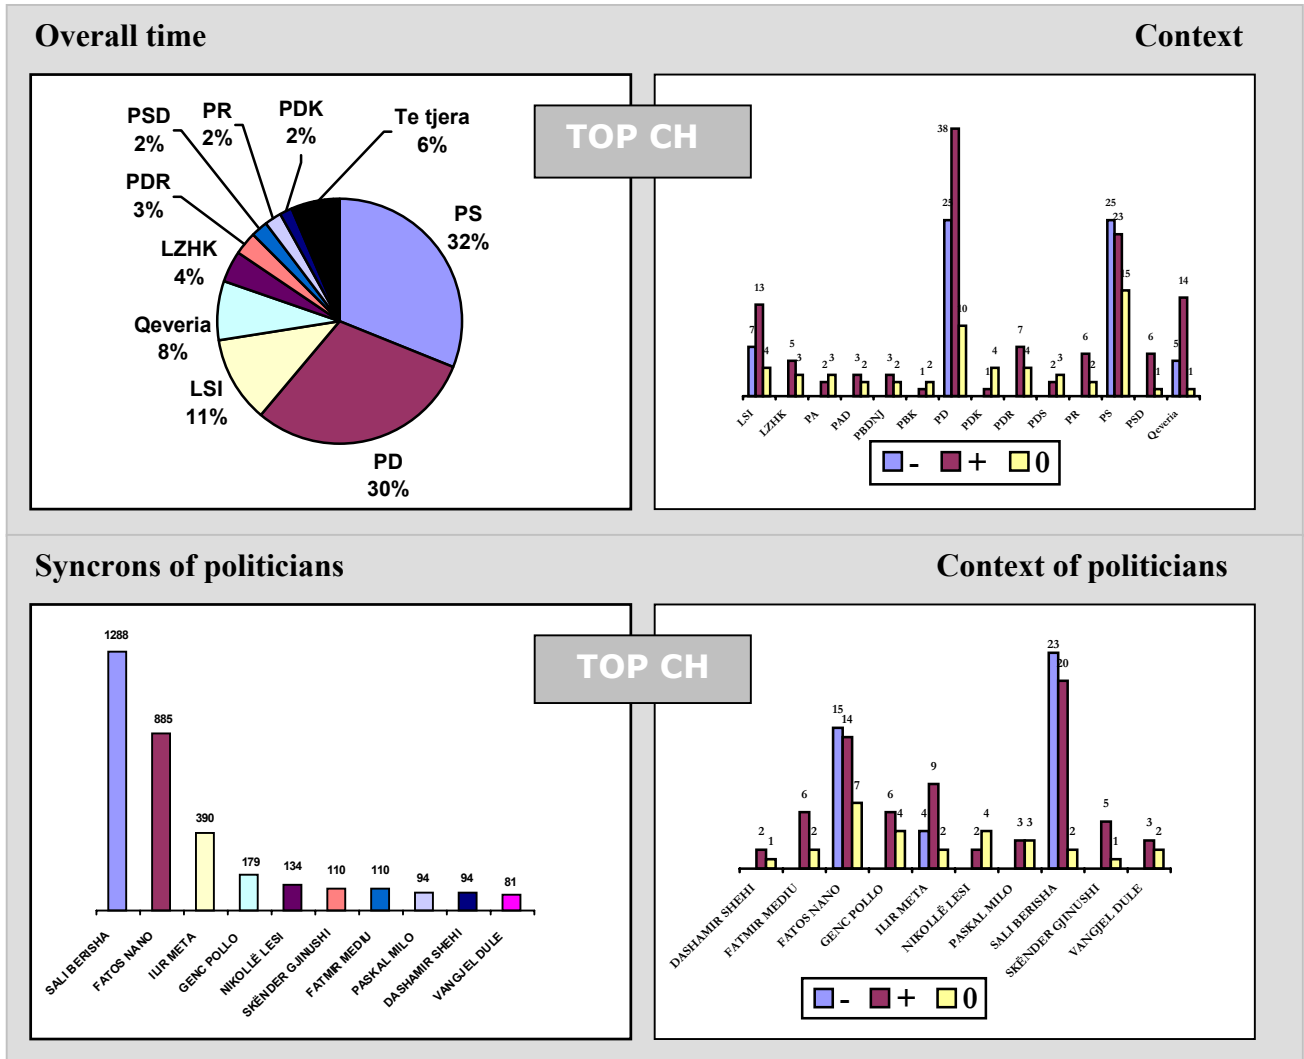 Overall time
Context
TOP CH
PSD
2%
PR
2%
PDK
2%
Te tjera
6%
PDR
3%
LZHK
4%
Qeveria
8%
LSI
11%
PS
32%
PD
30%
7 13 4 5 3 2 3 3 2 3 2 1 2 25 38 10 1 4 7 4 2 3 6 2 25 23 15 6 1 5 14 1
LSI LZHK PA PAD PBDNJ PBK PD PDK PDR PDS PR PS PSD Qeveria
- + 0
Syncrons of politicians
Context of politicians
TOP CH
1288 885 390 179 134 110 110 94 94 81
SALI BERISHA
FATOS NANO
ILIR META
GENC POLLO
NIKOLLË LESI
SKËNDER GJINUSHI
FATMIR MEDIU
PASKAL MILO
DASHAMIR SHEHI
VANGJEL DULE
2 1 6 2 15 14 7 6 4 4 9 2 2 4 3 3 23 20 2 5 1 3 2
DASHAMIR SHEHI
FATMIR MEDIU
FATOS NANO
GENC POLLO
ILIR META
NIKOLLË LESI
PASKAL MILO
SALI BERISHA
SKËNDER GJINUSHI
VANGJEL DULE
- + 0